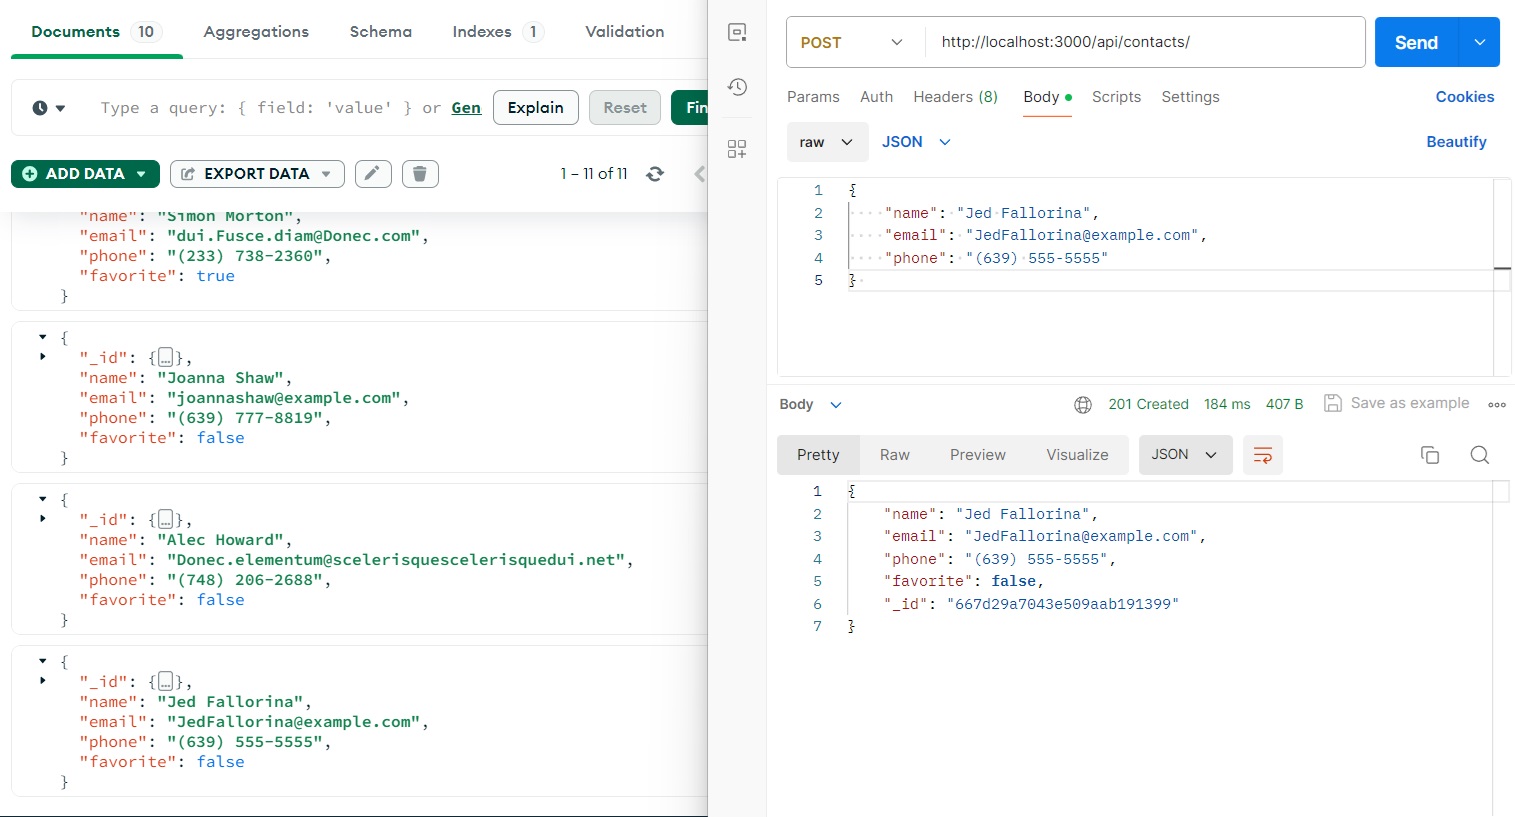 Documents 10 Aggregations Schema Indexes 1 Validation
Type a query: { field: 'value' } or Gen Explain Reset Fin
ADD DATA EXPORT DATA 1 – 11 of 11
"name": "Simon Morton",
"email": "dui.Fusce.diam@Donec.com",
"phone": "(233) 738-2360",
"favorite": true
}
{
"_id": {…},
"name": "Joanna Shaw",
"email": "joannashaw@example.com",
"phone": "(639) 777-8819",
"favorite": false
}
{
"_id": {…},
"name": "Alec Howard",
"email": "Donec.elementum@scelerisquescelerisquedui.net",
"phone": "(748) 206-2688",
"favorite": false
}
{
"_id": {…},
"name": "Jed Fallorina",
"email": "JedFallorina@example.com",
"phone": "(639) 555-5555",
"favorite": false
}
POST http://localhost:3000/api/contacts/ Send
Params Auth Headers (8) Body Scripts Settings Cookies
raw JSON Beautify
1 {
2 "name": "Jed Fallorina",
3 "email": "JedFallorina@example.com",
4 "phone": "(639) 555-5555"
5 }
Body 201 Created 184 ms 407 B Save as example
Pretty Raw Preview Visualize JSON
1 {
2 "name": "Jed Fallorina",
3 "email": "JedFallorina@example.com",
4 "phone": "(639) 555-5555",
5 "favorite": false,
6 "_id": "667d29a7043e509aab191399"
7 }